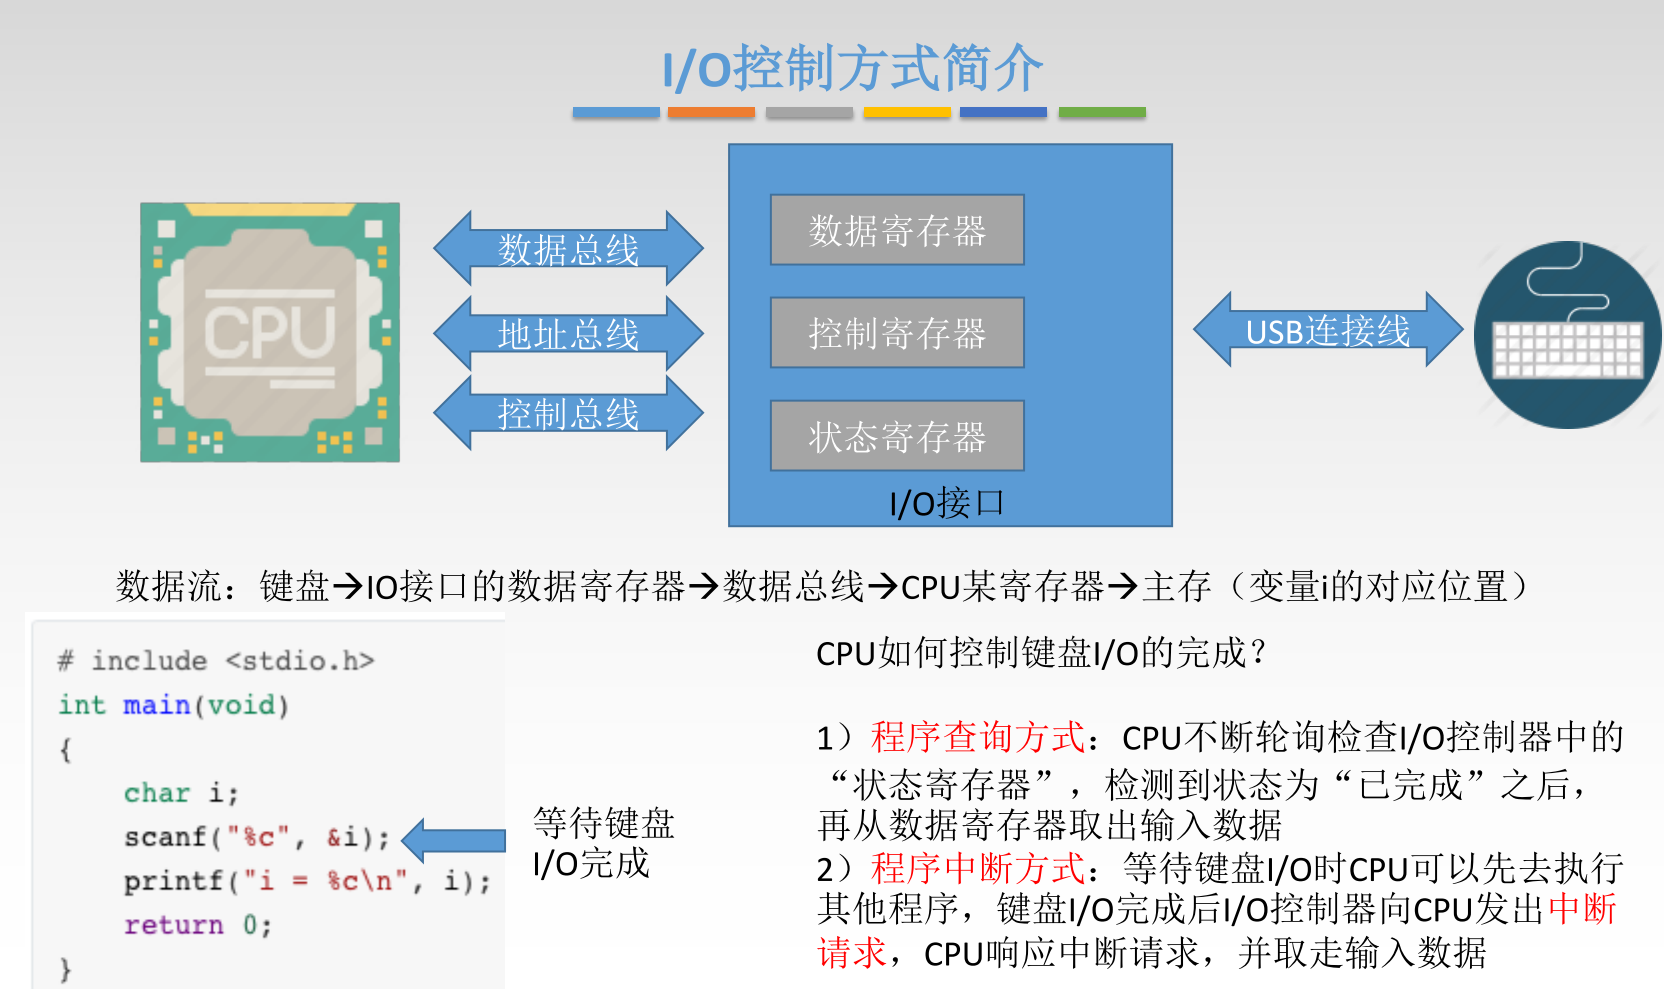 I/O控制方式简介
数据总线
地址总线
控制总线
CPU
数据寄存器
控制寄存器
状态寄存器
I/O接口
USB连接线
数据流：键盘→IO接口的数据寄存器→数据总线→CPU某寄存器→主存（变量i的对应位置）
# include <stdio.h>
int main(void)
{
    char i;
    scanf("%c", &i);
    printf("i = %c\n", i);
    return 0;
}
等待键盘
I/O完成
CPU如何控制键盘I/O的完成？
1）程序查询方式：CPU不断轮询检查I/O控制器中的
“状态寄存器”，检测到状态为“已完成”之后，
再从数据寄存器取出输入数据
2）程序中断方式：等待键盘I/O时CPU可以先去执行
其他程序，键盘I/O完成后I/O控制器向CPU发出中断
请求，CPU响应中断请求，并取走输入数据